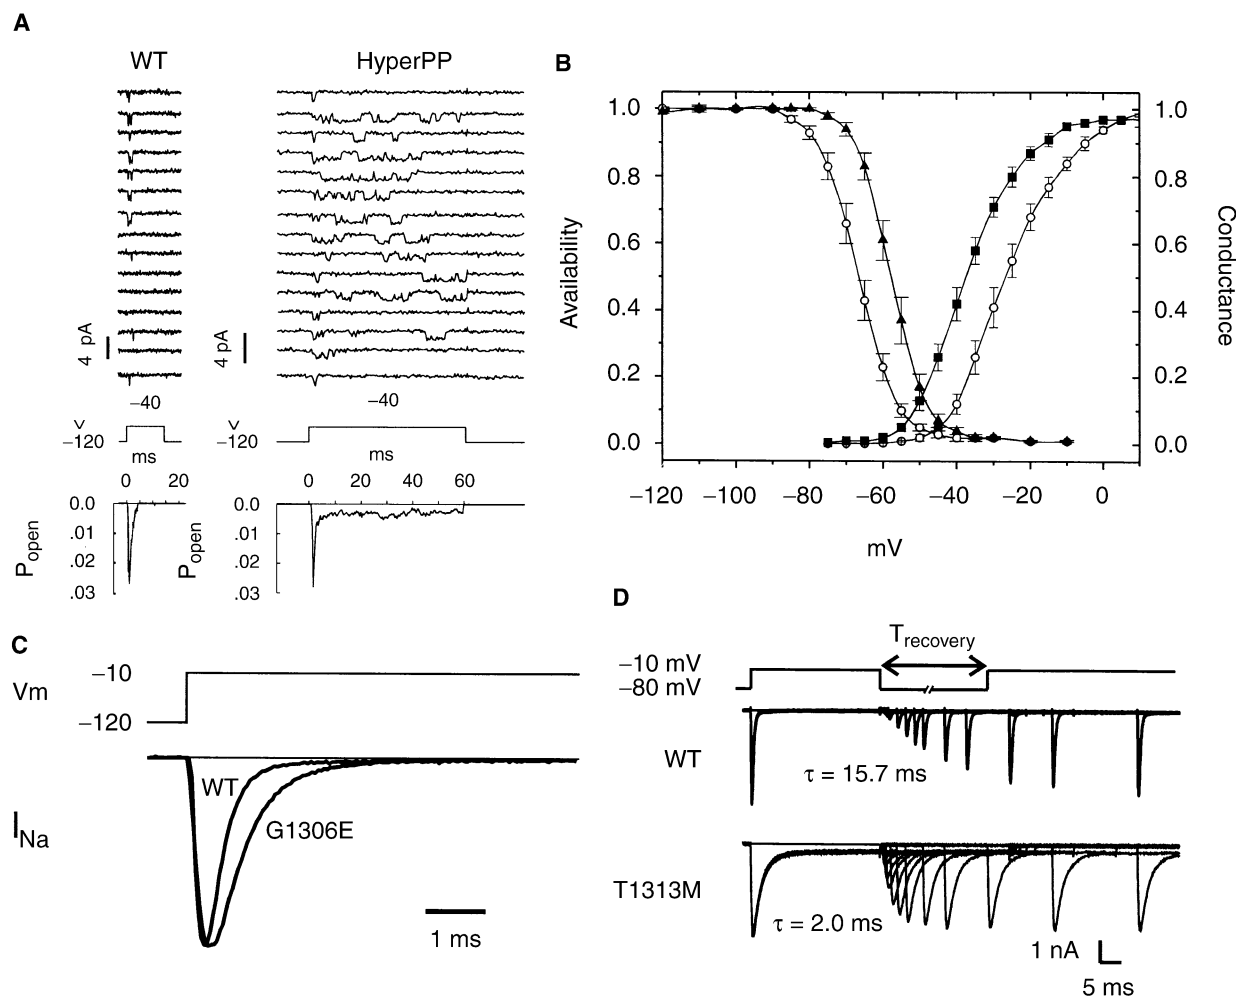 A
WT HyperPP
4 pA 4 pA
−40 −40
V V
−120 −120
ms ms
0 20 0 20 40 60
0.0 0.0
.01 .01
.02 .02
.03 .03
Popen Popen
B
Availability
1.0
0.8
0.6
0.4
0.2
0.0
Conductance
1.0
0.8
0.6
0.4
0.2
0.0
−120 −100 −80 −60 −40 −20 0
mV
C
−10
Vm
−120
WT
G1306E
INa
1 ms
D
Trecovery
−10 mV
−80 mV
WT
τ = 15.7 ms
T1313M
τ = 2.0 ms
1 nA
5 ms